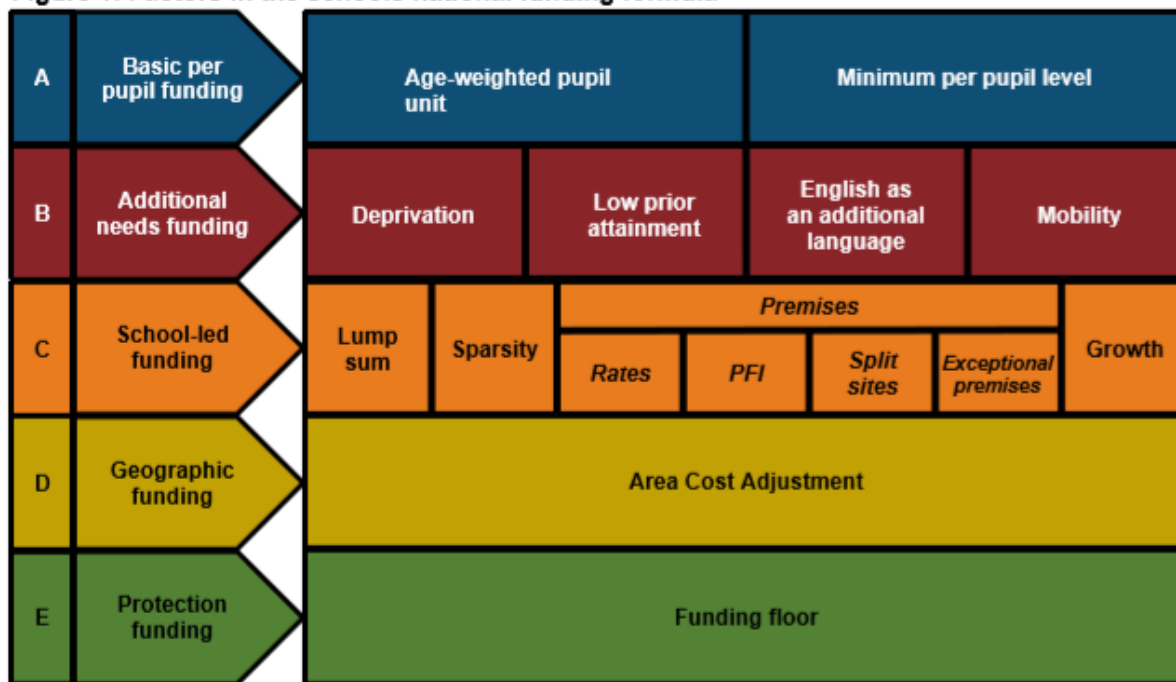 A
Basic per
pupil funding
Age-weighted pupil
unit
Minimum per pupil level
B
Additional
needs funding
Deprivation
Low prior
attainment
English as
an additional
language
Mobility
C
School-led
funding
Lump
sum
Sparsity
Premises
Rates
PFI
Split
sites
Exceptional
premises
Growth
D
Geographic
funding
Area Cost Adjustment
E
Protection
funding
Funding floor